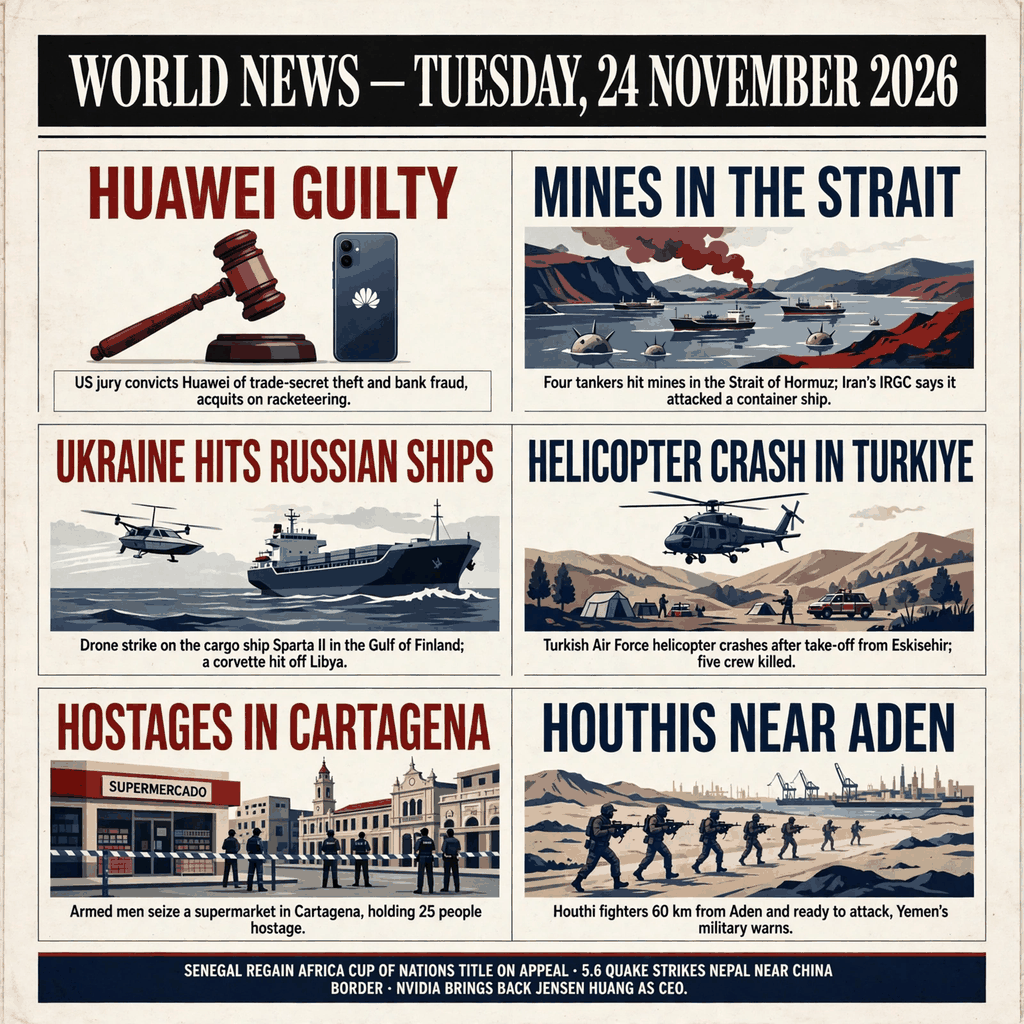 WORLD NEWS — TUESDAY, 24 NOVEMBER 2026
HUAWEI GUILTY
US jury convicts Huawei of trade-secret theft and bank fraud,
acquits on racketeering.
MINES IN THE STRAIT
Four tankers hit mines in the Strait of Hormuz; Iran's IRGC says it
attacked a container ship.
UKRAINE HITS RUSSIAN SHIPS
Drone strike on the cargo ship Sparta II in the Gulf of Finland;
a corvette hit off Libya.
HELICOPTER CRASH IN TURKIYE
Turkish Air Force helicopter crashes after take-off from Eskisehir;
five crew killed.
HOSTAGES IN CARTAGENA
SUPERMERCADO
Armed men seize a supermarket in Cartagena, holding 25 people
hostage.
HOUTHIS NEAR ADEN
Houthi fighters 60 km from Aden and ready to attack, Yemen's
military warns.
SENEGAL REGAIN AFRICA CUP OF NATIONS TITLE ON APPEAL · 5.6 QUAKE STRIKES NEPAL NEAR CHINA
BORDER · NVIDIA BRINGS BACK JENSEN HUANG AS CEO.